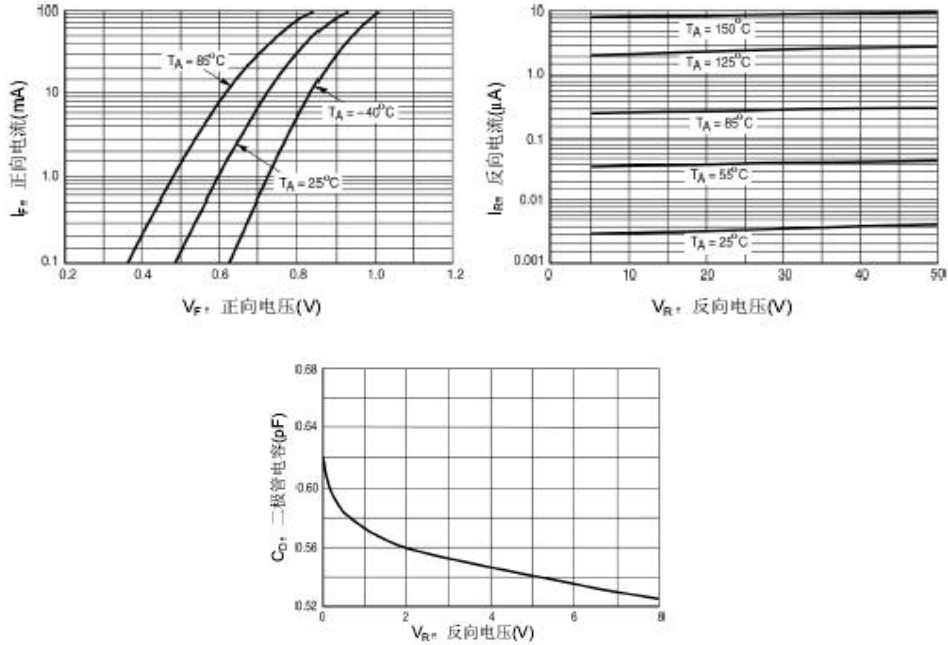 100
10
1.0
0.1
0.2
0.4
0.6
0.8
1.0
1.2
T_A = 85°C
T_A = −40°C
T_A = 25°C
I_F, 正向电流(mA)
V_F, 正向电压(V)
10
1.0
0.1
0.01
0.001
0
10
20
30
40
50
T_A = 150°C
T_A = 125°C
T_A = 85°C
T_A = 55°C
T_A = 25°C
I_R, 反向电流(μA)
V_R, 反向电压(V)
0.68
0.64
0.60
0.56
0.52
0
2
4
6
8
C_D, 二极管电容(pF)
V_R, 反向电压(V)